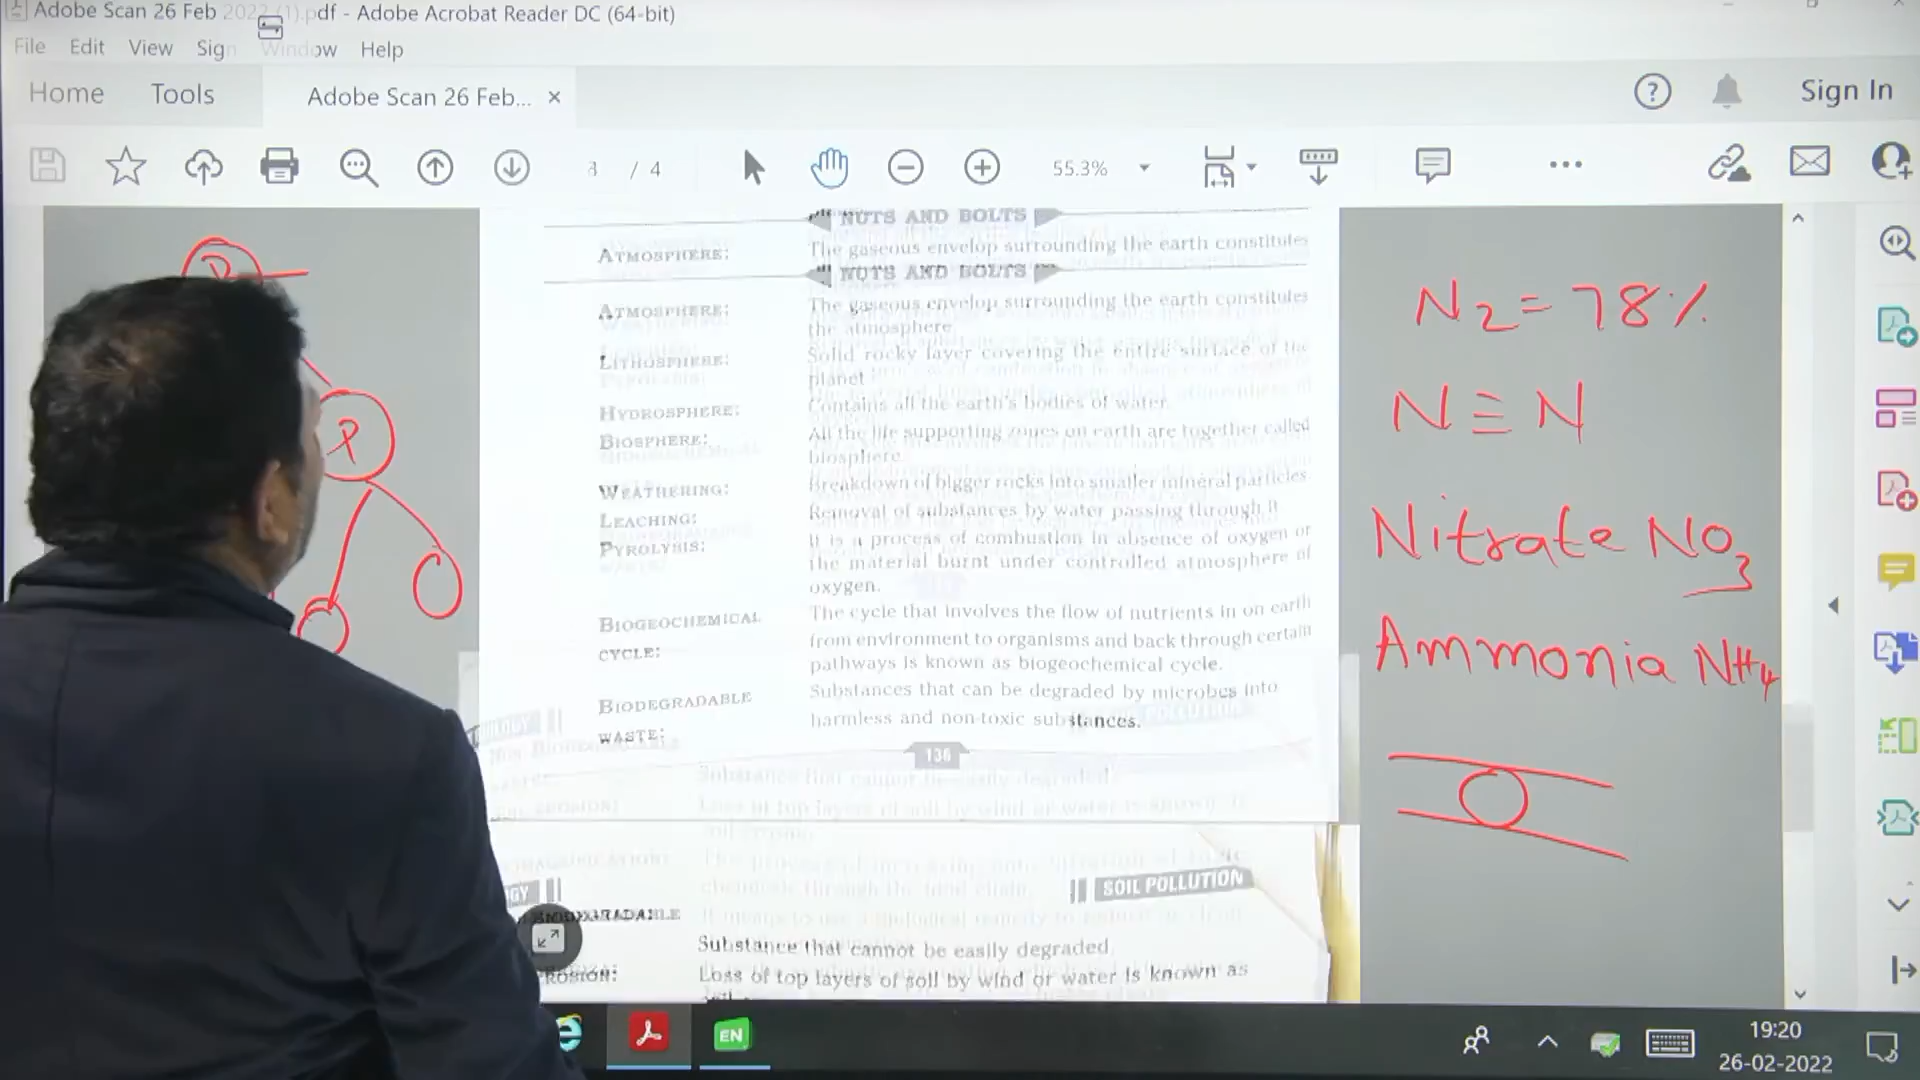 Adobe Scan 26 Feb 2022 (1).pdf - Adobe Acrobat Reader DC (64-bit)
File Edit View Sign Window Help
Home Tools Adobe Scan 26 Feb... × Sign In
3 / 4 55.3%
NUTS AND BOLTS
ATMOSPHERE: The gaseous envelop surrounding the earth constitutes
NUTS AND BOLTS
ATMOSPHERE: The gaseous envelop surrounding the earth constitutes
the atmosphere.
LITHOSPHERE: Solid rocky layer covering the entire surface of the
planet
HYDROSPHERE: Contains all the earth's bodies of water.
BIOSPHERE: All the life supporting zones on earth are together called
biosphere.
WEATHERING: Breakdown of bigger rocks into smaller mineral particles
LEACHING: Removal of substances by water passing through it
PYROLYSIS: It is a process of combustion in absence of oxygen or
the material burnt under controlled atmosphere of
oxygen.
BIOGEOCHEMICAL The cycle that involves the flow of nutrients in on earth
CYCLE: from environment to organisms and back through certain
pathways is known as biogeochemical cycle.
BIODEGRADABLE Substances that can be degraded by microbes into
WASTE: harmless and non-toxic substances.
136
SOIL POLLUTION
Substance that cannot be easily degraded.
Loss of top layers of soil by wind or water is known as
P
N2 = 78%
N ≡ N
Nitrate NO3
Ammonia NH4
EN
19:20
26-02-2022